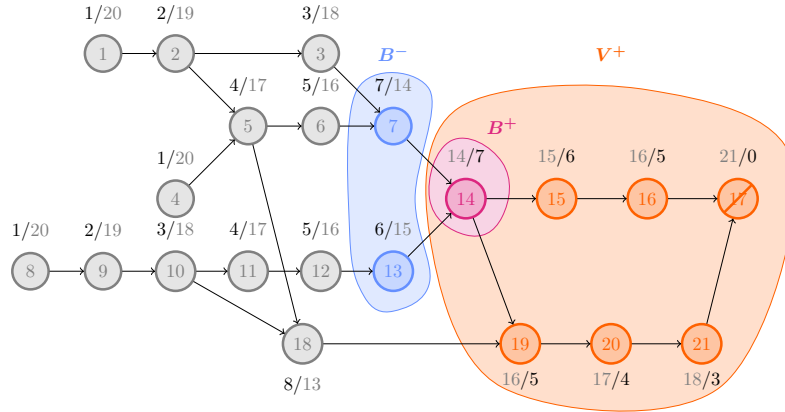 1/20 2/19 3/18
1 2 3
B⁻ V⁺
4/17 5/16 7/14
5 6 7
B⁺
1/20 14/7 15/6 16/5 21/0
4 14 15 16 17
1/20 2/19 3/18 4/17 5/16 6/15
8 9 10 11 12 13
18 19 20 21
8/13 16/5 17/4 18/3